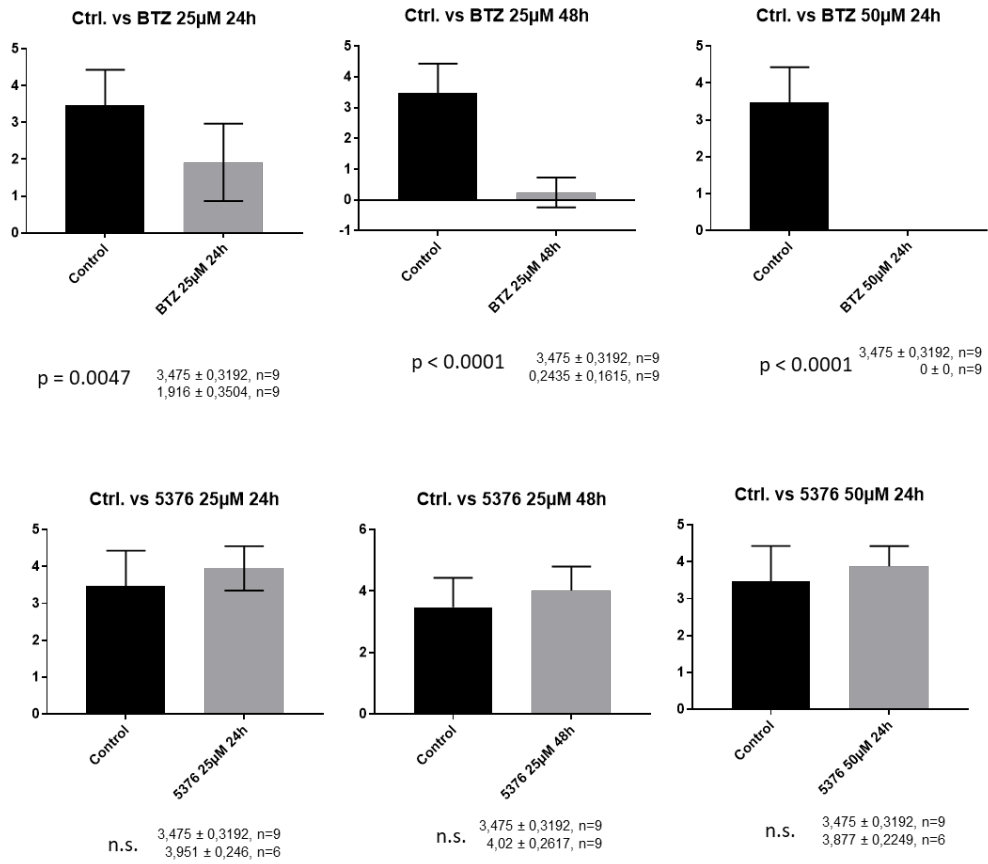 Ctrl. vs BTZ 25µM 24h
5
4
3
2
1
0
Control
BTZ 25µM 24h
p = 0.0047
3,475 ± 0,3192, n=9
1,916 ± 0,3504, n=9
Ctrl. vs BTZ 25µM 48h
5
4
3
2
1
0
-1
Control
BTZ 25µM 48h
p < 0.0001
3,475 ± 0,3192, n=9
0,2435 ± 0,1615, n=9
Ctrl. vs BTZ 50µM 24h
5
4
3
2
1
0
Control
BTZ 50µM 24h
p < 0.0001
3,475 ± 0,3192, n=9
0 ± 0, n=9
Ctrl. vs 5376 25µM 24h
5
4
3
2
1
0
Control
5376 25µM 24h
n.s.
3,475 ± 0,3192, n=9
3,951 ± 0,246, n=6
Ctrl. vs 5376 25µM 48h
6
4
2
0
Control
5376 25µM 48h
n.s.
3,475 ± 0,3192, n=9
4,02 ± 0,2617, n=9
Ctrl. vs 5376 50µM 24h
5
4
3
2
1
0
Control
5376 50µM 24h
n.s.
3,475 ± 0,3192, n=9
3,877 ± 0,2249, n=6